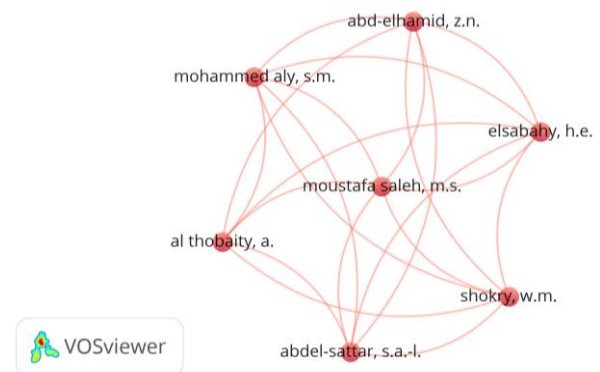 abd-elhamid, z.n.
mohammed aly, s.m.
elsabahy, h.e.
moustafa saleh, m.s.
al thobaity, a.
shokry, w.m.
abdel-sattar, s.a.-l.
VOSviewer